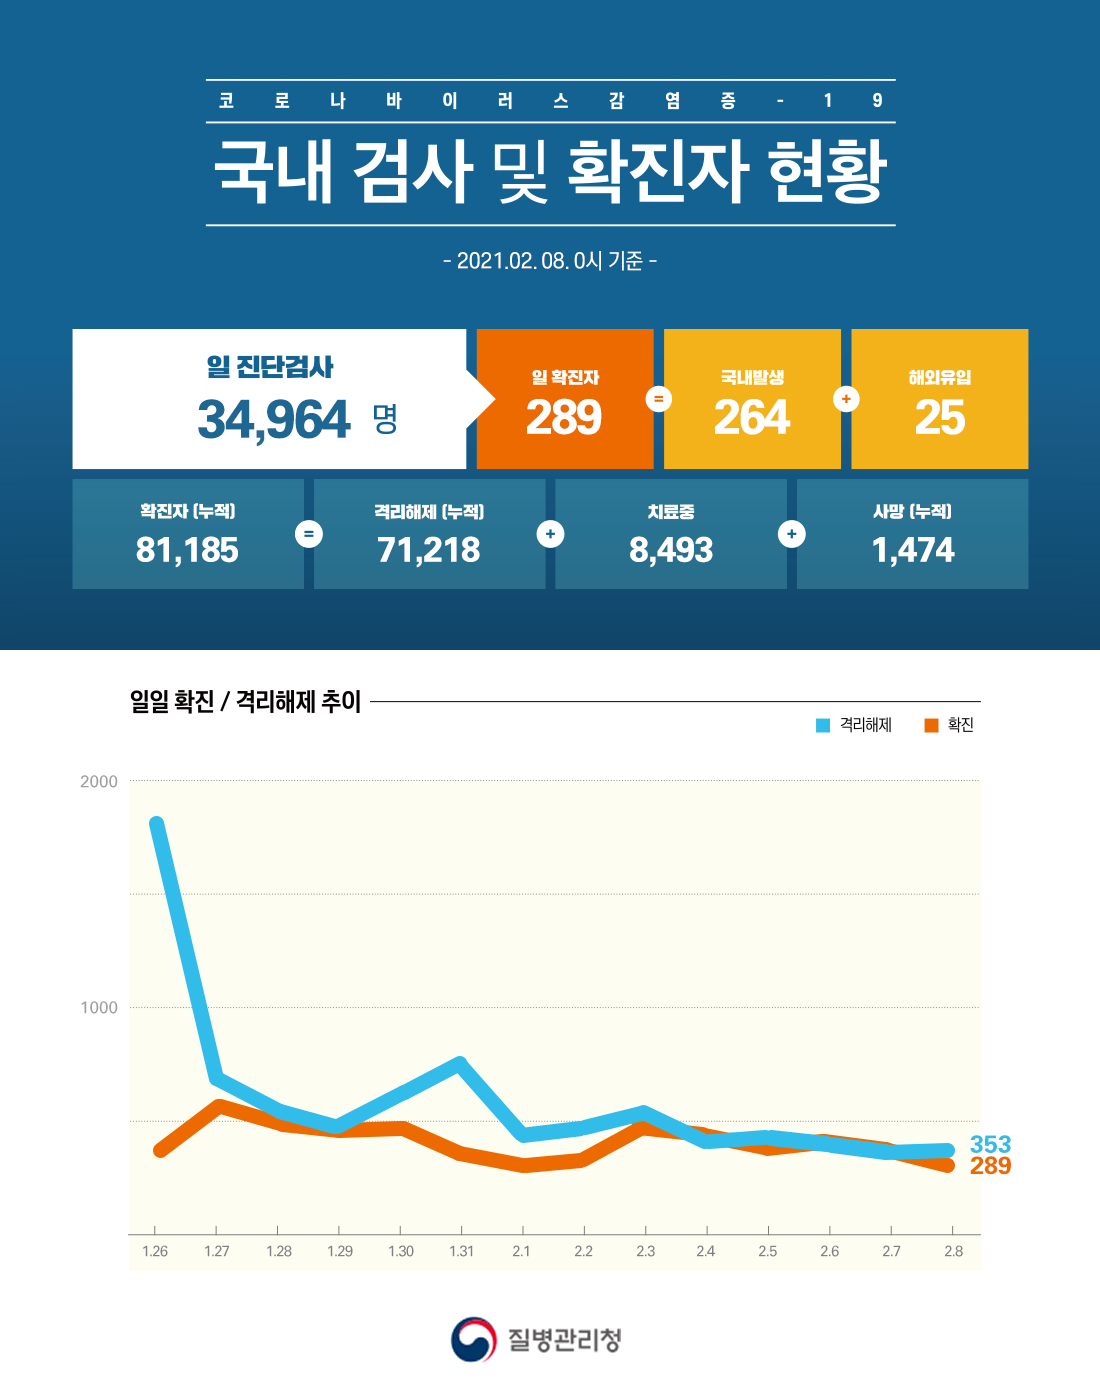 코로나바이러스감염증-19
국내 검사 및 확진자 현황
- 2021.02. 08. 0시 기준 -
일 진단검사
34,964 명
일 확진자
289
=
국내발생
264
+
해외유입
25
확진자 (누적)
81,185
=
격리해제 (누적)
71,218
+
치료중
8,493
+
사망 (누적)
1,474
일일 확진 / 격리해제 추이
격리해제 확진
2000
1000
353
289
1.26 1.27 1.28 1.29 1.30 1.31 2.1 2.2 2.3 2.4 2.5 2.6 2.7 2.8
질병관리청